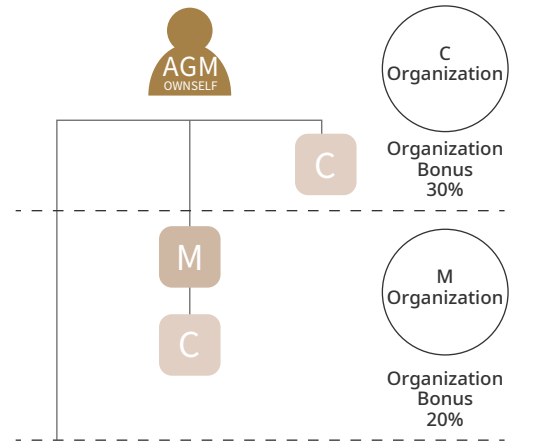 AGM
OWNSELF
C
Organization
C
Organization
Bonus
30%
M
C
M
Organization
Organization
Bonus
20%